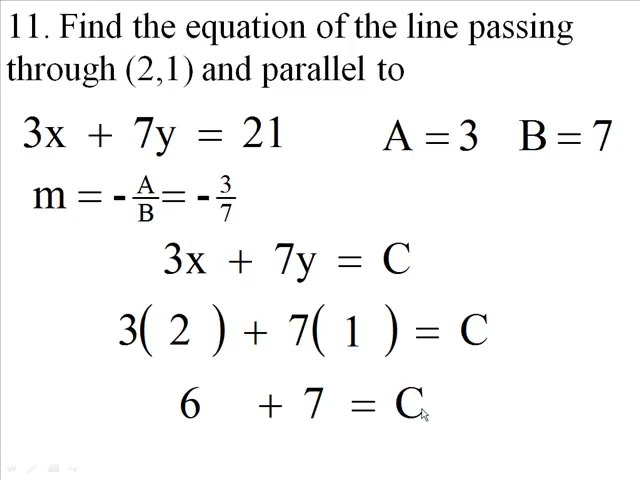 11. Find the equation of the line passing
through (2,1) and parallel to
3x + 7y = 21 A = 3 B = 7
m = - A/B = - 3/7
3x + 7y = C
3( 2 ) + 7( 1 ) = C
6 + 7 = C